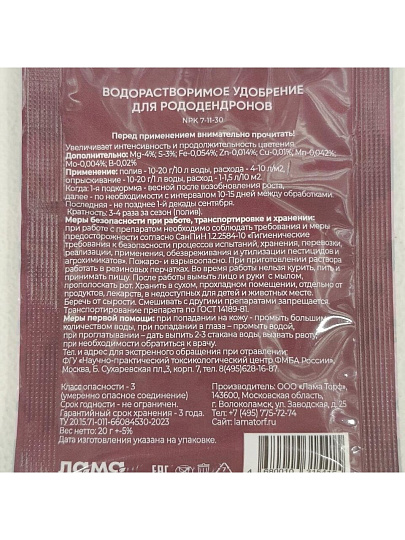 ВОДОРАСТВОРИМОЕ УДОБРЕНИЕ
ДЛЯ РОДОДЕНДРОНОВ
NPK 7-11-30
Перед применением внимательно прочитать!
Увеличивает интенсивность и продолжительность цветения.
Дополнительно: Mg-4%; S-3%; Fe-0,054%; Zn-0,014%; Cu-0,01%; Mn-0,042%;
Mo-0,004%; B-0,02%
Применение: полив - 10-20 г/10 л воды, расход - 4-10 л/м2, /
опрыскивание - 10-20 г/1 л воды, расход - 1-1,5 л/10 м2.
Когда: 1-я подкормка - весной после возобновления роста,
далее - по необходимости с интервалом 10-15 дней между обработками.
Последняя - не позднее 1-й декады сентября.
Кратность: 3-4 раза за сезон (полив).
Меры безопасности при работе, транспортировке и хранении:
при работе с препаратом необходимо соблюдать требования и меры
предосторожности согласно СанПиН 1.2.2584-10 «Гигиенические
требования к безопасности процессов испытаний, хранения, перевозки,
реализации, применения, обезвреживания и утилизации пестицидов и
агрохимикатов». Пожаро- и взрывоопасно. При приготовлении раствора
работать в резиновых перчатках. Во время работы нельзя курить, пить и
принимать пищу. После работы вымыть лицо и руки с мылом,
прополоскать рот. Хранить в сухом, прохладном помещении, отдельно от
продуктов, лекарств, в недоступных для детей и животных месте.
Беречь от сырости. Смешивать с другими препаратами запрещается.
Транспортирование препарата по ГОСТ 14189-81.
Меры первой помощи: при попадании на кожу - промыть большим
количеством воды, при попадании в глаза – промыть водой,
при проглатывании - дать выпить 2-3 стакана воды, вызвать рвоту,
при необходимости обратиться к врачу.
Тел. и адрес для экстренного обращения при отравлении:
ФГУ «Научно-практический токсикологический центр ФМБА России»,
Москва, Б. Сухаревская пл.,3, корп. 7, тел. 8(495)628-16-87
Класс опасности - 3
(умеренно опасное соединение)
Срок годности - не ограничен.
Гарантийный срок хранения - 3 года.
ТУ 20.15.71-011-66084530-2023
Вес: 20 г +-5%
Дата изготовления указана на упаковке.
Производитель: ООО «Лама Торф»,
143600, Московская область,
г. Волоколамск, ул. Заводская, д. 25
Тел: +7 (495) 775-72-74
Сайт: lamatorf.ru
лама
EAC